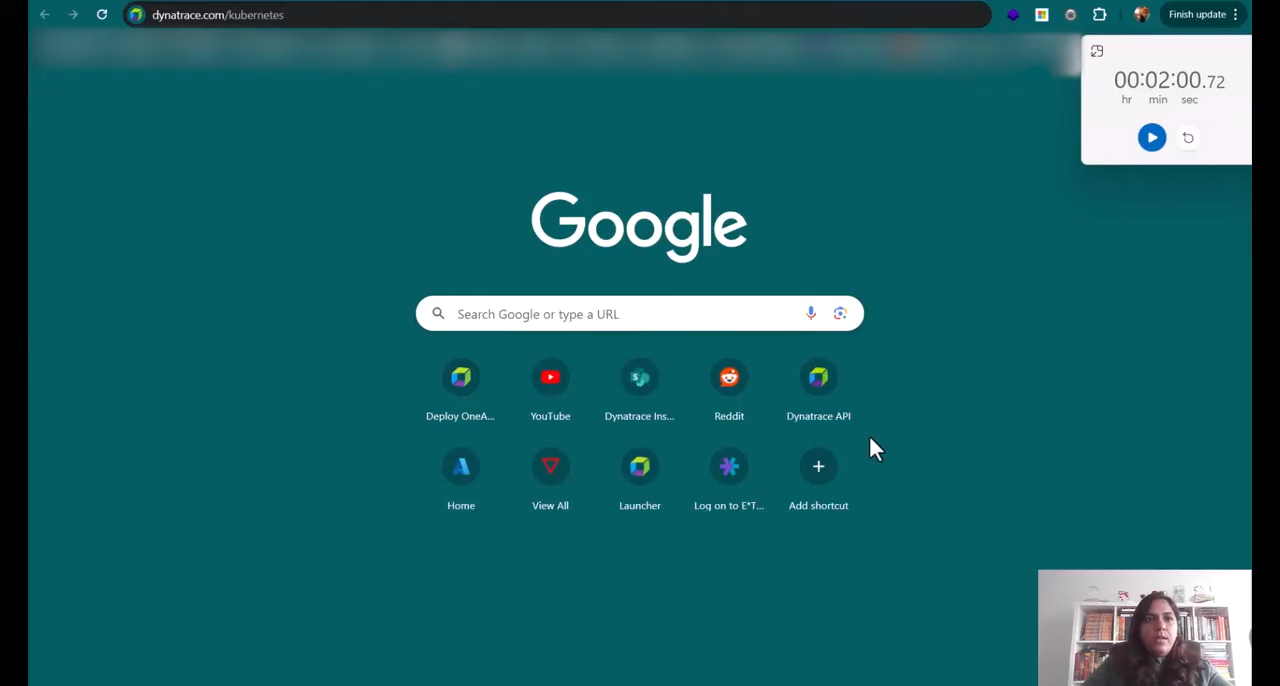 dynatrace.com/kubernetes
Finish update
00:02:00.72
hr min sec
Google
Search Google or type a URL
Deploy OneA...
YouTube
Dynatrace Ins...
Reddit
Dynatrace API
Home
View All
Launcher
Log on to E*T...
Add shortcut